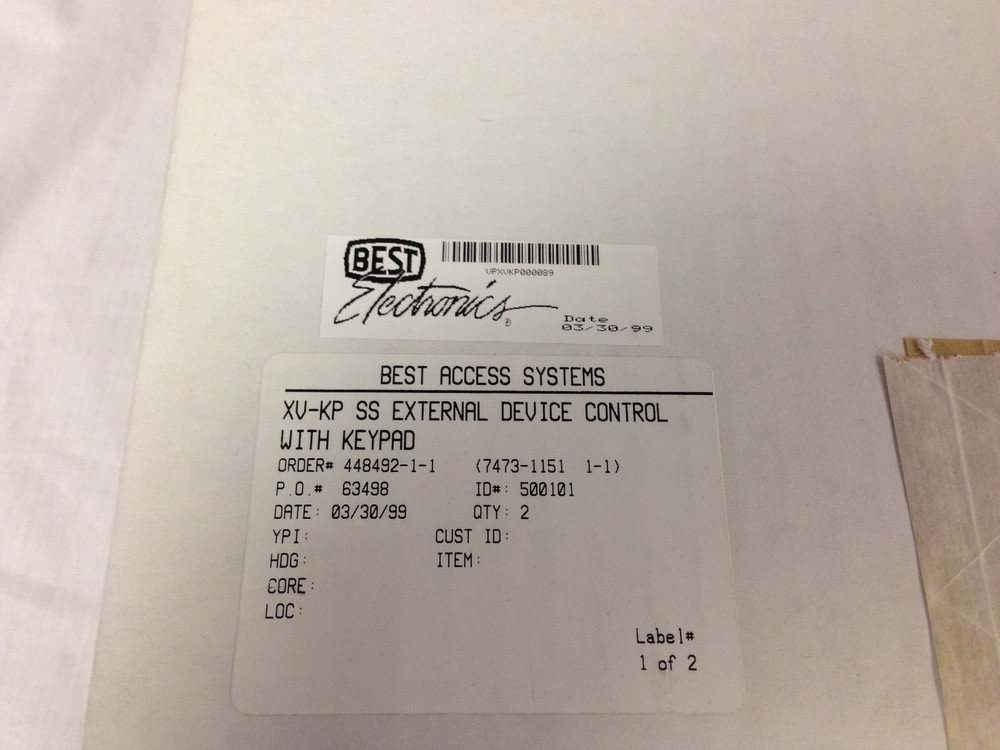 BEST
Electronics®
VPXVKP000089
Date
03/30/99
BEST ACCESS SYSTEMS
XV-KP SS EXTERNAL DEVICE CONTROL
WITH KEYPAD
ORDER# 448492-1-1 (7473-1151 1-1)
P.O.# 63498 ID#: 500101
DATE: 03/30/99 QTY: 2
YPI: CUST ID:
HDG: ITEM:
CORE:
LOC:
Label#
1 of 2